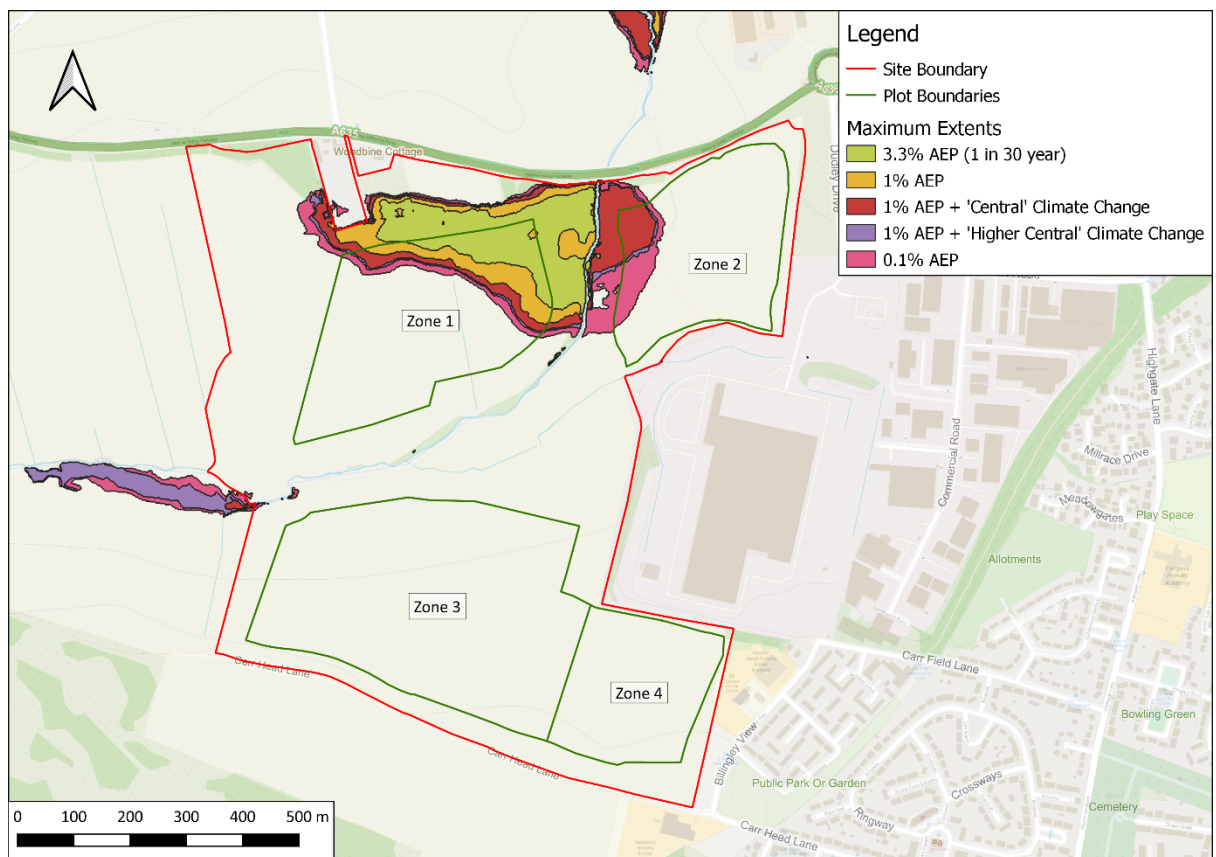 Legend
Site Boundary
Plot Boundaries
Maximum Extents
3.3% AEP (1 in 30 year)
1% AEP
1% AEP + 'Central' Climate Change
1% AEP + 'Higher Central' Climate Change
0.1% AEP
A635
Woodbine Cottage
Dudley Drive
Zone 2
Zone 1
Highgate Lane
Commercial Road
Millrace Drive
Meadowgates
Play Space
Allotments
Zone 3
Carr Head Lane
Carr Field Lane
Zone 4
Bowling Green
Billingley View
Carr Head Lane
Public Park Or Garden
Crossways
Ringway
Cemetery
Carr Head Lane
0 100 200 300 400 500 m